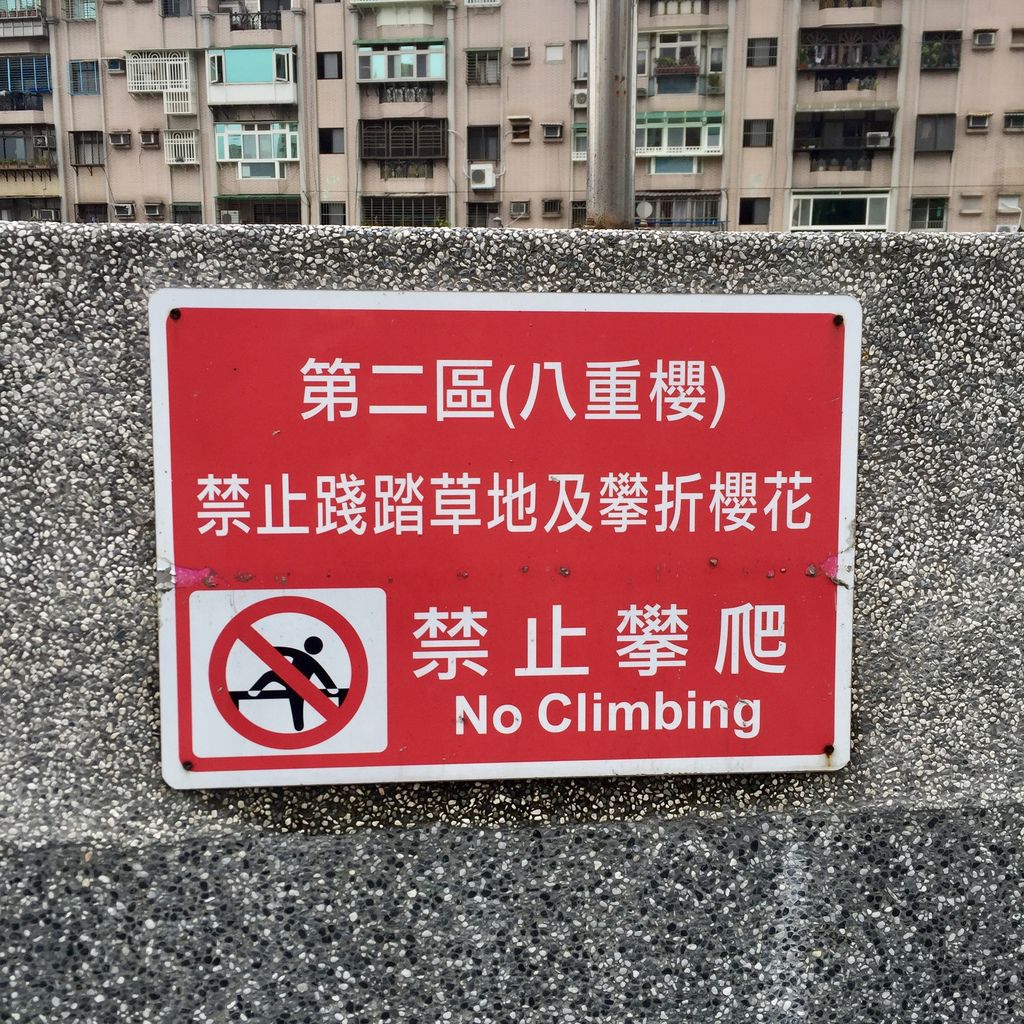 第二區(八重櫻)
禁止踐踏草地及攀折櫻花
禁止攀爬
No Climbing